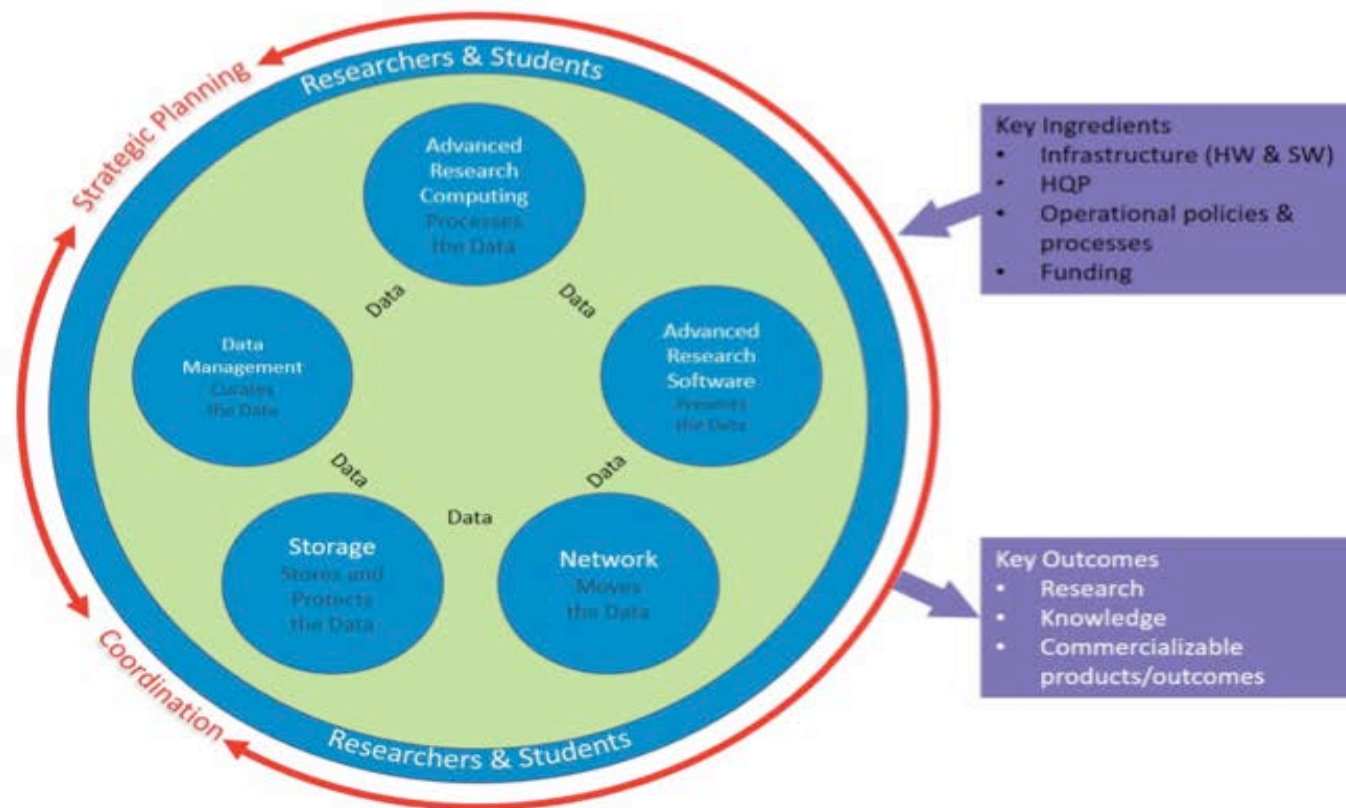 Researchers & Students
Strategic Planning
Advanced
Research
Computing
Processes
the Data
Key Ingredients
• Infrastructure (HW & SW)
• HQP
• Operational policies &
processes
• Funding
Data
Data
Data
Management
Curates
the Data
Advanced
Research
Software
Presents
the Data
Data
Data
Data
Storage
Stores and
Protects
the Data
Network
Moves
the Data
Key Outcomes
• Research
• Knowledge
• Commercializable
products/outcomes
Coordination
Researchers & Students